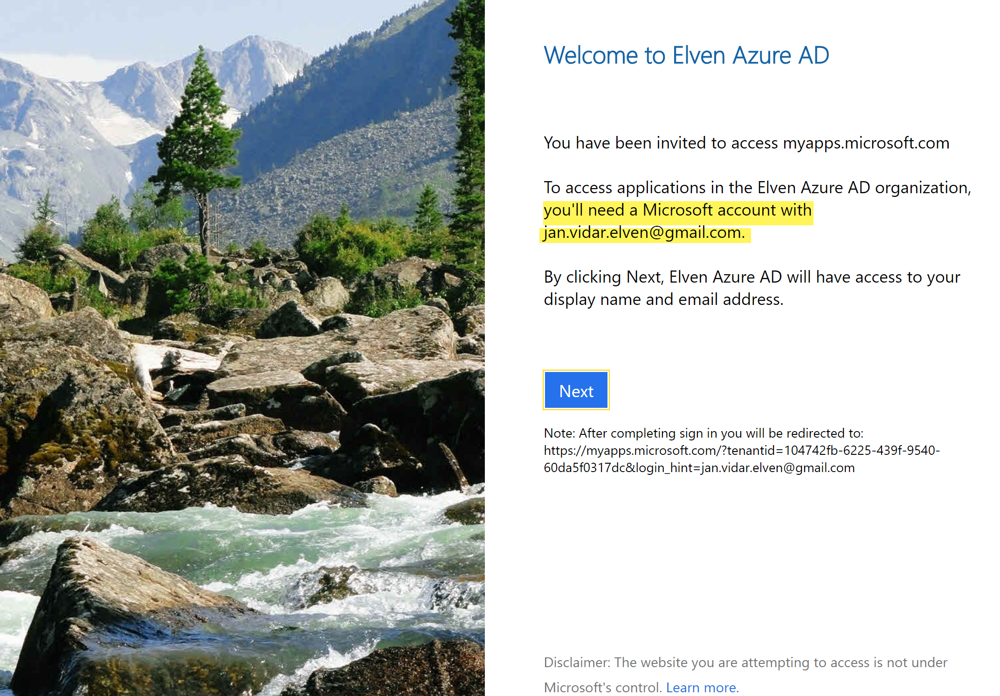 Welcome to Elven Azure AD
You have been invited to access myapps.microsoft.com
To access applications in the Elven Azure AD organization,
you'll need a Microsoft account with
jan.vidar.elven@gmail.com.
By clicking Next, Elven Azure AD will have access to your
display name and email address.
Next
Note: After completing sign in you will be redirected to:
https://myapps.microsoft.com/?tenantid=104742fb-6225-439f-9540-
60da5f0317dc&login_hint=jan.vidar.elven@gmail.com
Disclaimer: The website you are attempting to access is not under
Microsoft's control. Learn more.